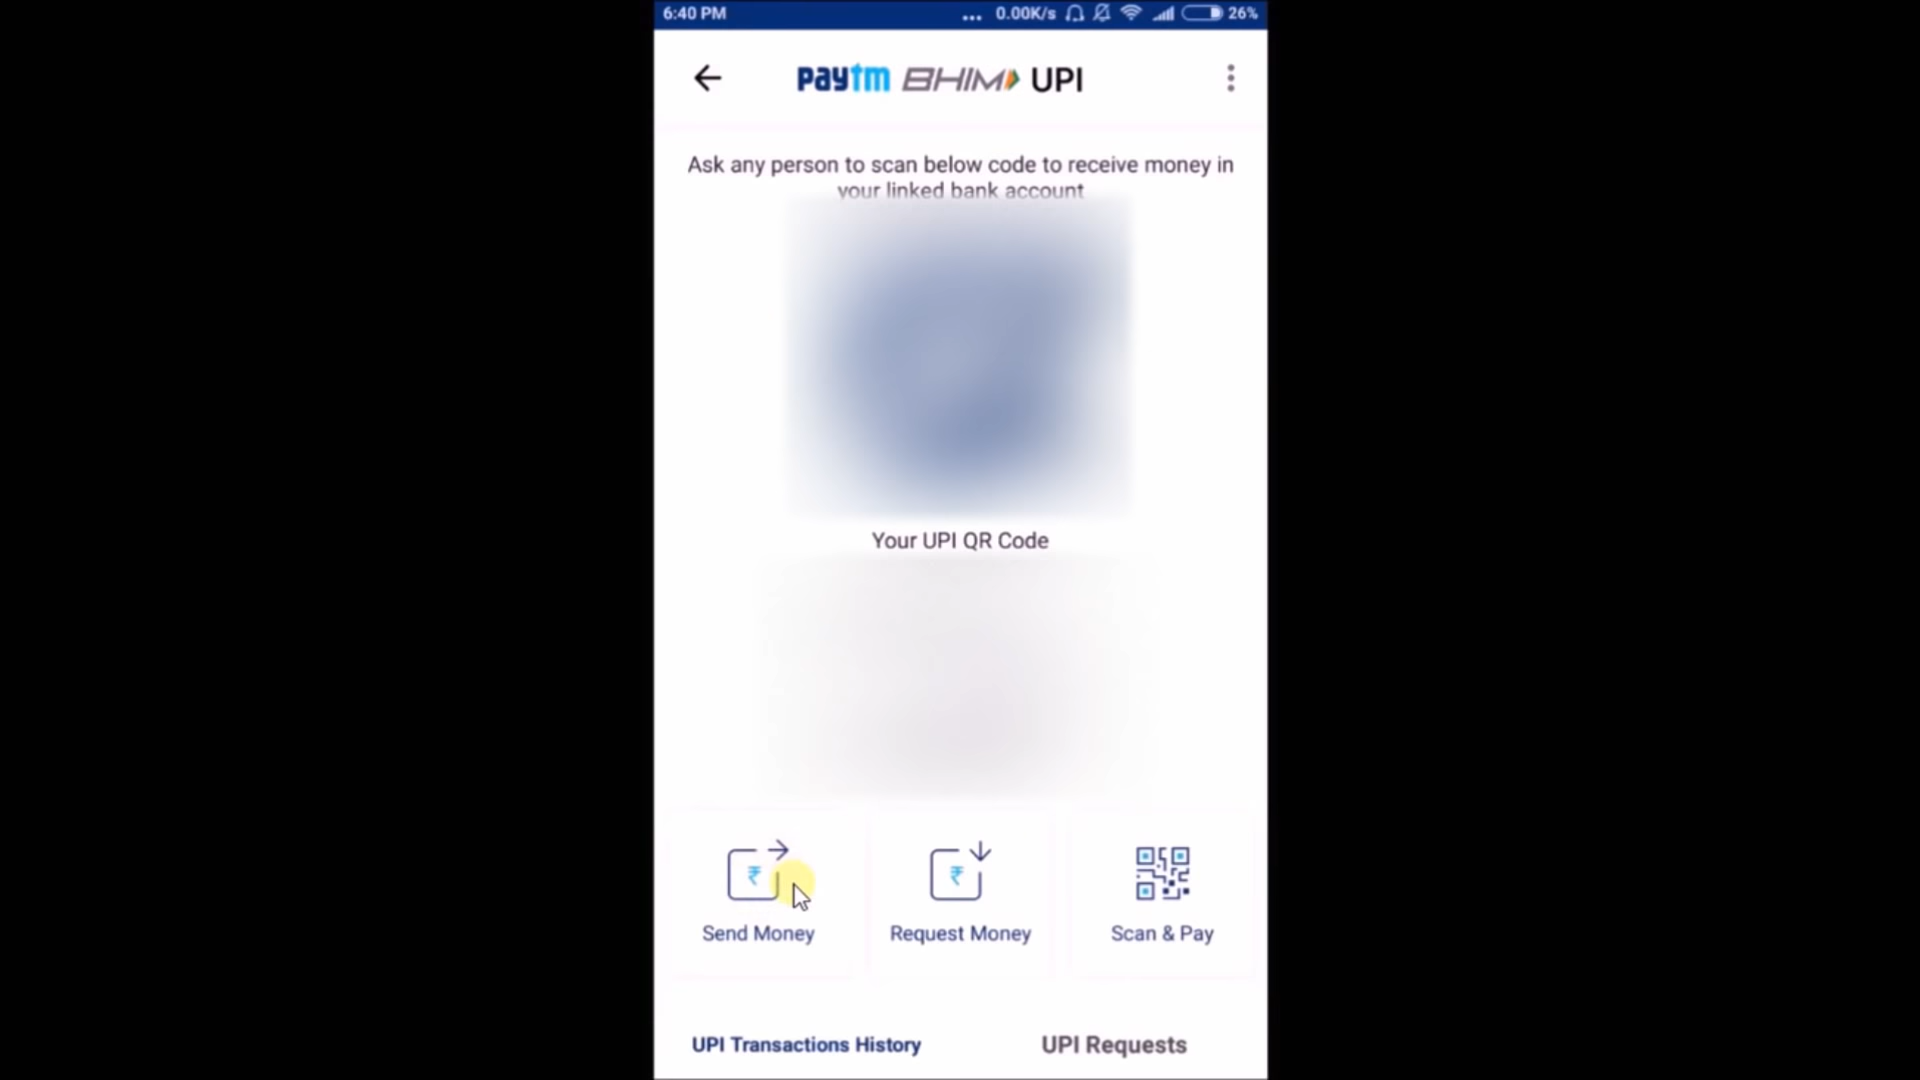 6:40 PM ... 0.00K/s 26%
paytm BHIM UPI
Ask any person to scan below code to receive money in
your linked bank account
Your UPI QR Code
₹ ₹
Send Money Request Money Scan & Pay
UPI Transactions History UPI Requests